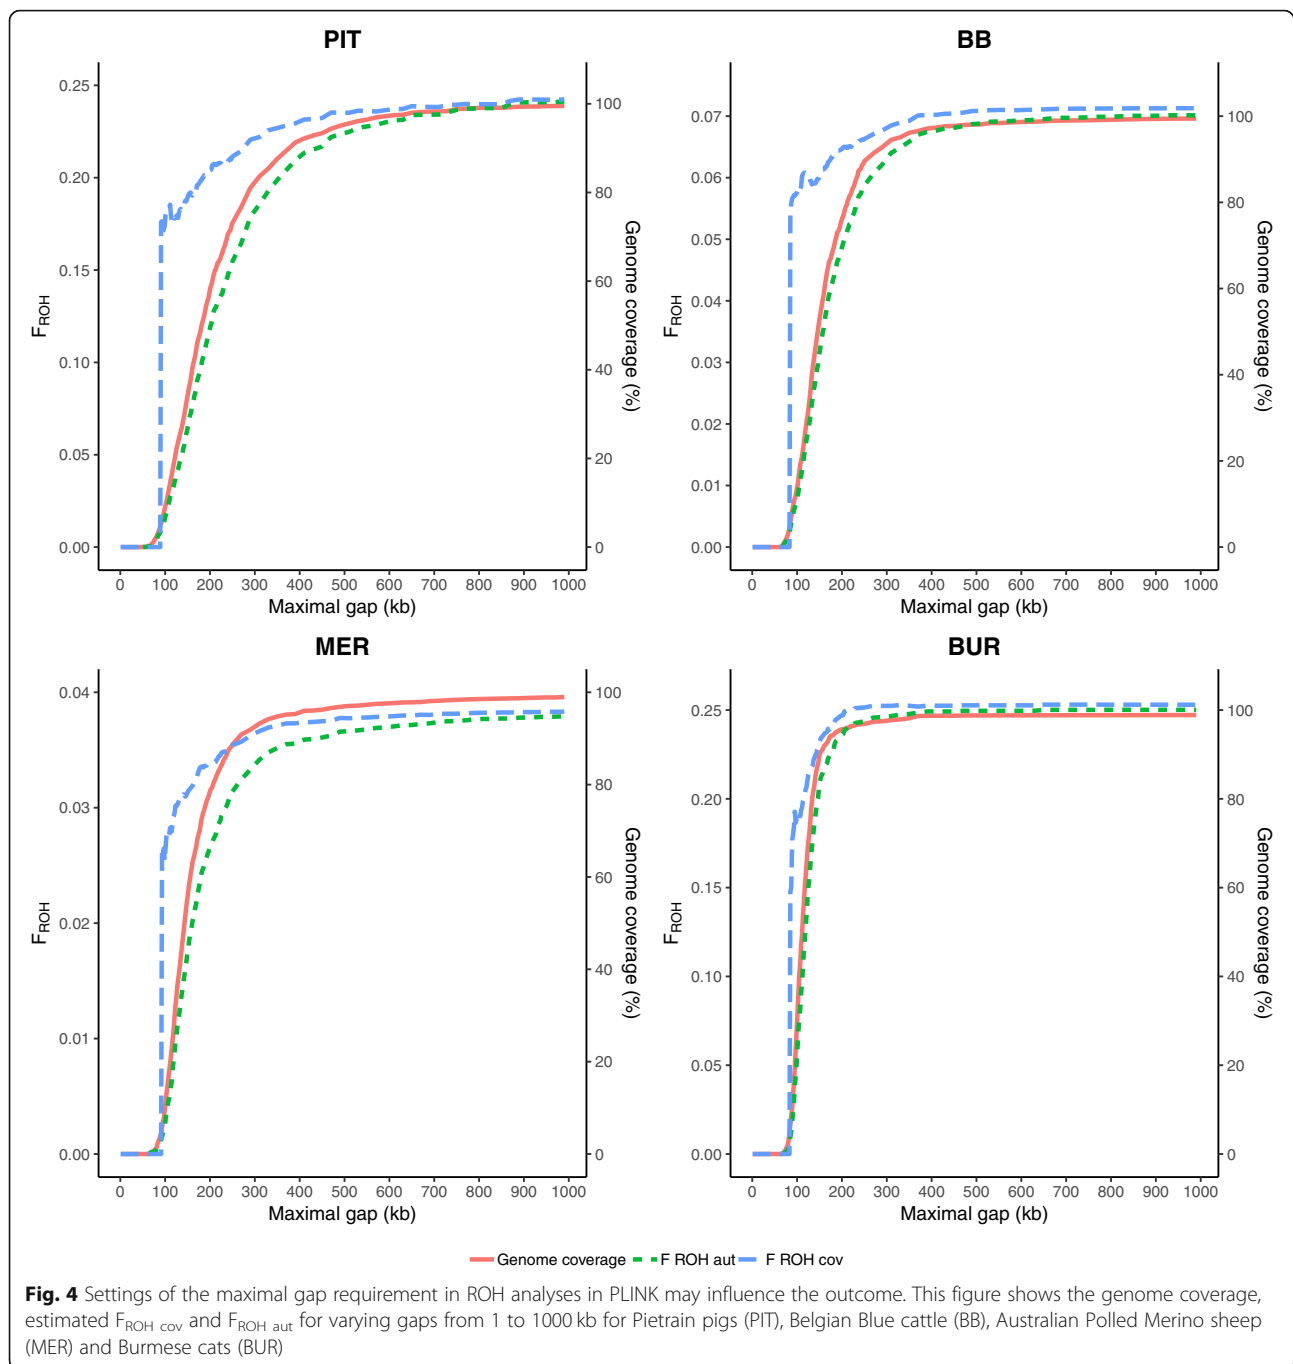 PIT
BB
0.25
0.20
0.15
0.10
0.05
0.00
FROH
100
80
60
40
20
0
Genome coverage (%)
0 100 200 300 400 500 600 700 800 900 1000
Maximal gap (kb)
0.07
0.06
0.05
0.04
0.03
0.02
0.01
0.00
FROH
100
80
60
40
20
0
Genome coverage (%)
0 100 200 300 400 500 600 700 800 900 1000
Maximal gap (kb)
MER
BUR
0.04
0.03
0.02
0.01
0.00
FROH
100
80
60
40
20
0
Genome coverage (%)
0 100 200 300 400 500 600 700 800 900 1000
Maximal gap (kb)
0.25
0.20
0.15
0.10
0.05
0.00
FROH
100
80
60
40
20
0
Genome coverage (%)
0 100 200 300 400 500 600 700 800 900 1000
Maximal gap (kb)
Genome coverage F ROH aut F ROH cov
Fig. 4 Settings of the maximal gap requirement in ROH analyses in PLINK may influence the outcome. This figure shows the genome coverage,
estimated FROH cov and FROH aut for varying gaps from 1 to 1000 kb for Pietrain pigs (PIT), Belgian Blue cattle (BB), Australian Polled Merino sheep
(MER) and Burmese cats (BUR)